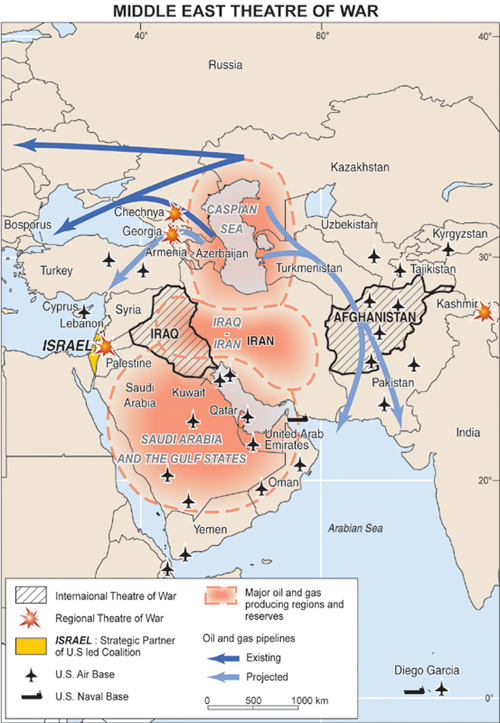 MIDDLE EAST THEATRE OF WAR
40° 80° 40°
Russia
Kazakhstan
Chechnya
CASPIAN
SEA
Bosporus
Georgia
Uzbekistan
Kyrgyzstan
Armenia
Azerbaijan
30°
Turkey
Turkmenistan
Tajikistan
Cyprus
Syria
Kashmir
Lebanon
AFGHANISTAN
IRAQ
IRAQ
-
IRAN
IRAN
ISRAEL
Palestine
Pakistan
Saudi
Arabia
Kuwait
Qatar
India
United Arab
Emirates
SAUDI ARABIA
AND THE GULF STATES
Oman
20°
Yemen
Arabian Sea
Internaional Theatre of War
Regional Theatre of War
ISRAEL : Strategic Partner
of U.S led Coalition
U.S. Air Base
U.S. Naval Base
Major oil and gas
producing regions and
reserves
Oil and gas pipelines
Existing
Projected
0 500 1000 km
Diego Garcia
0°